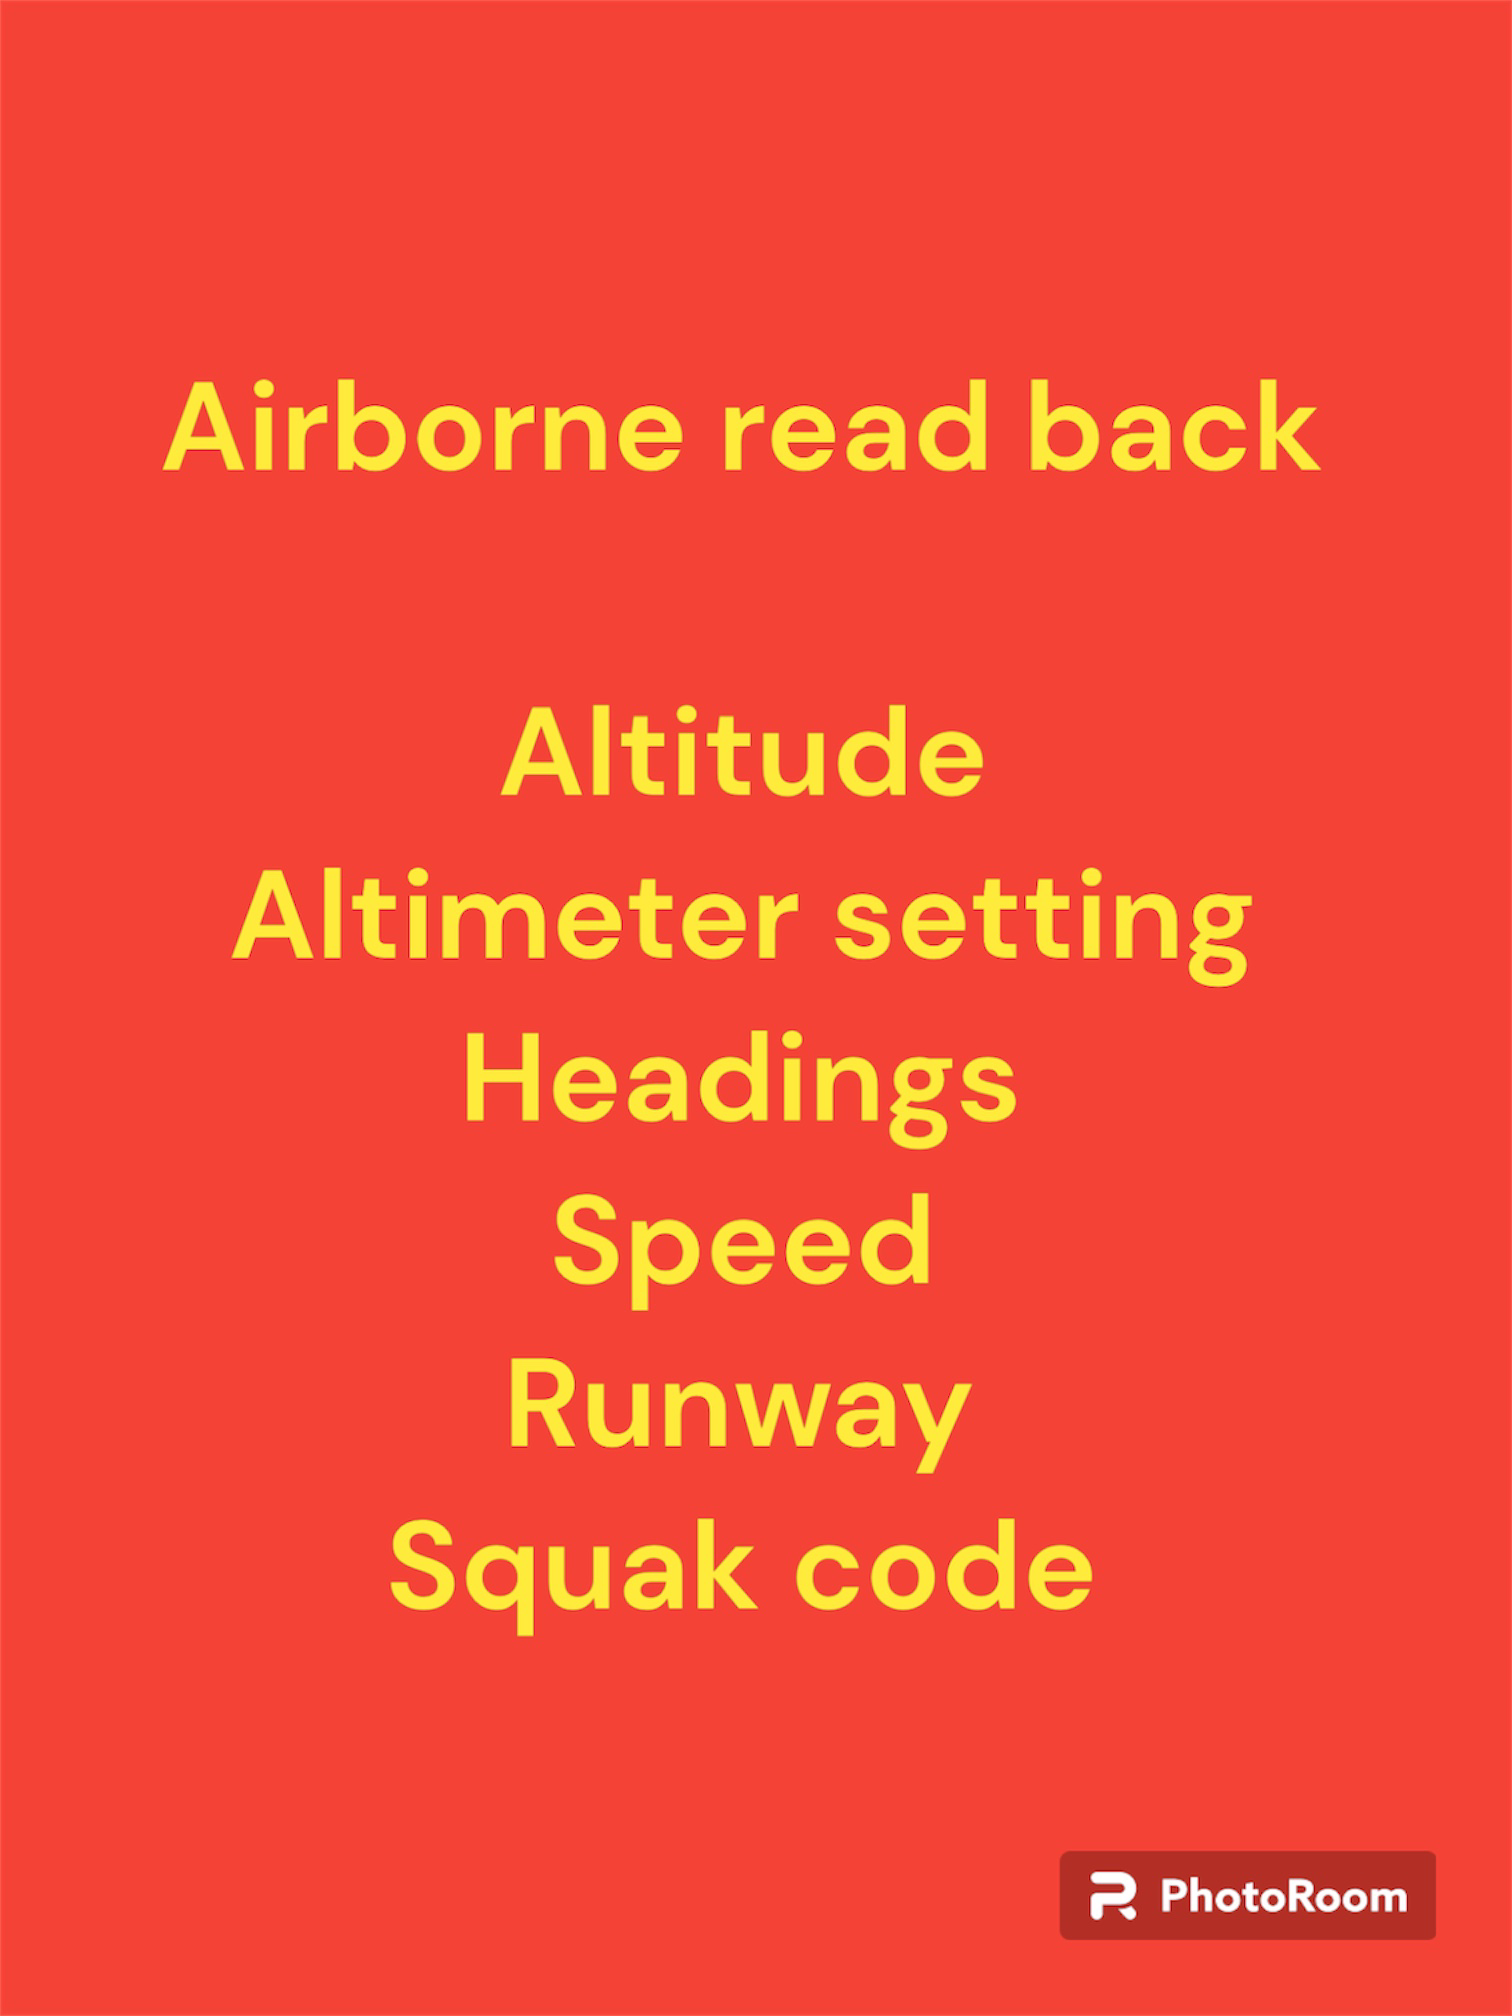 Airborne read back
Altitude
Altimeter setting
Headings
Speed
Runway
Squak code
PhotoRoom